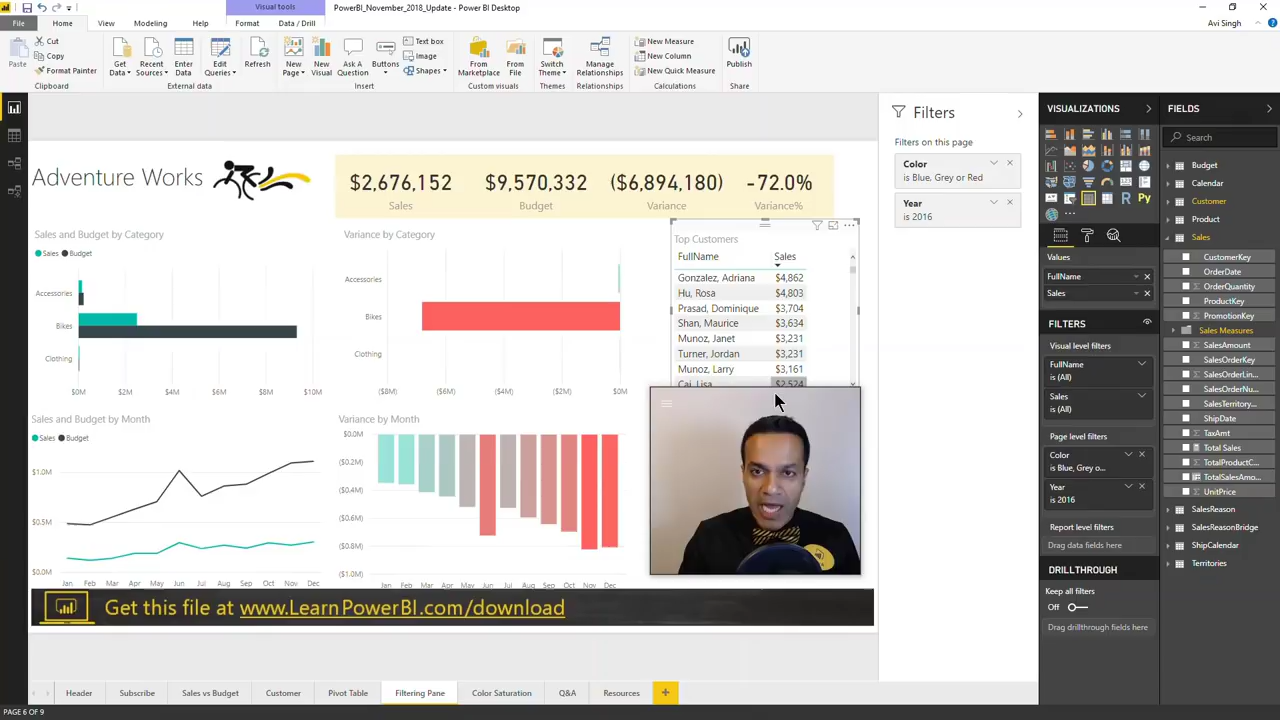 Visual tools
PowerBI_November_2018_Update - Power BI Desktop
File
Home
View
Modeling
Help
Format
Data / Drill
Avi Singh
Paste
Cut
Copy
Format Painter
Clipboard
Get Data
Recent Sources
Enter Data
Edit Queries
Refresh
External data
New Page
New Visual
Ask A Question
Buttons
Text box
Image
Shapes
Insert
From Marketplace
From File
Custom visuals
Switch Theme
Themes
Manage Relationships
Relationships
New Measure
New Column
New Quick Measure
Calculations
Publish
Share
Adventure Works
$2,676,152
Sales
$9,570,332
Budget
($6,894,180)
Variance
-72.0%
Variance%
Sales and Budget by Category
Sales Budget
Accessories
Bikes
Clothing
$0M $2M $4M $6M $8M $10M
Variance by Category
Accessories
Bikes
Clothing
($8M) ($6M) ($4M) ($2M) $0M
Top Customers
FullName Sales
Gonzalez, Adriana $4,862
Hu, Rosa $4,803
Prasad, Dominique $3,704
Shan, Maurice $3,634
Munoz, Janet $3,231
Turner, Jordan $3,231
Munoz, Larry $3,161
Cai, Lisa $2,524
Sales and Budget by Month
Sales Budget
$1.0M
$0.5M
$0.0M
Jan Feb Mar Apr May Jun Jul Aug Sep Oct Nov Dec
Variance by Month
$0.0M
($0.2M)
($0.4M)
($0.6M)
($0.8M)
($1.0M)
Jan Feb Mar Apr May Jun Jul Aug Sep Oct Nov Dec
Get this file at www.LearnPowerBI.com/download
Filters
Filters on this page
Color
is Blue, Grey or Red
Year
is 2016
VISUALIZATIONS
R Py
Values
FullName
Sales
FILTERS
Visual level filters
FullName
is (All)
Sales
is (All)
Page level filters
Color
is Blue, Grey o...
Year
is 2016
Report level filters
Drag data fields here
DRILLTHROUGH
Keep all filters
Off
Drag drillthrough fields here
FIELDS
Search
Budget
Calendar
Customer
Product
Sales
CustomerKey
OrderDate
OrderQuantity
ProductKey
PromotionKey
Sales Measures
SalesAmount
SalesOrderKey
SalesOrderLin...
SalesOrderNu...
SalesTerritory...
ShipDate
TaxAmt
Total Sales
TotalProductC...
TotalSalesAmo...
UnitPrice
SalesReason
SalesReasonBridge
ShipCalendar
Territories
Header
Subscribe
Sales vs Budget
Customer
Pivot Table
Filtering Pane
Color Saturation
Q&A
Resources
PAGE 6 OF 9